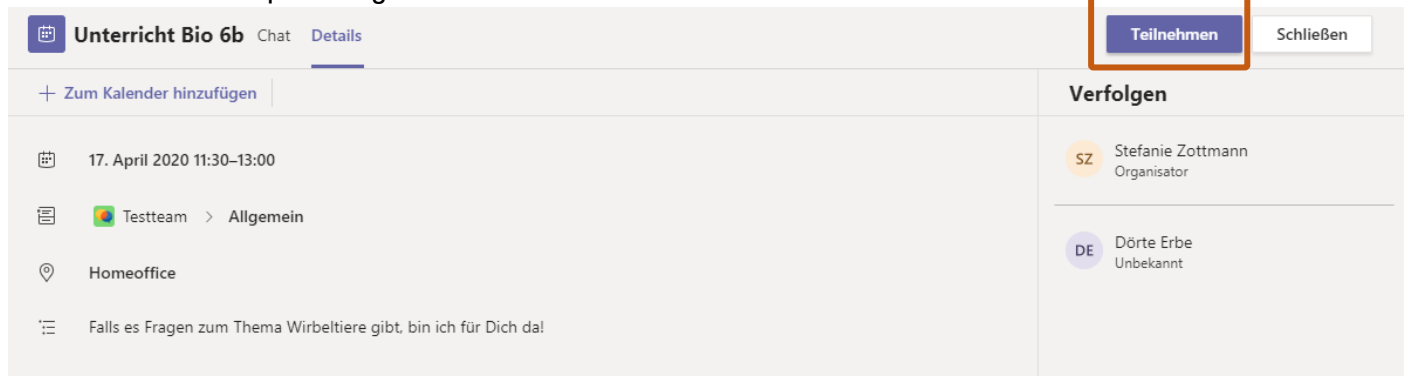 Unterricht Bio 6b Chat Details
Teilnehmen Schließen
Zum Kalender hinzufügen
Verfolgen
17. April 2020 11:30–13:00
SZ Stefanie Zottmann
Organisator
Testteam > Allgemein
DE Dörte Erbe
Unbekannt
Homeoffice
Falls es Fragen zum Thema Wirbeltiere gibt, bin ich für Dich da!